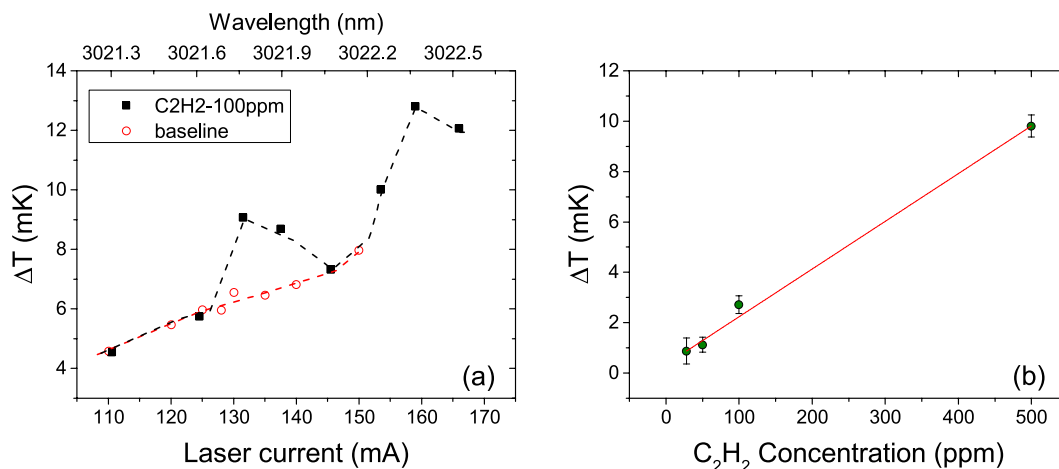 Wavelength (nm)
3021.3 3021.6 3021.9 3022.2 3022.5
14
12
10
8
6
4
ΔT (mK)
C2H2-100ppm
baseline
(a)
110 120 130 140 150 160 170
Laser current (mA)
12
10
8
6
4
2
0
ΔT (mK)
(b)
0 100 200 300 400 500
C₂H₂ Concentration (ppm)